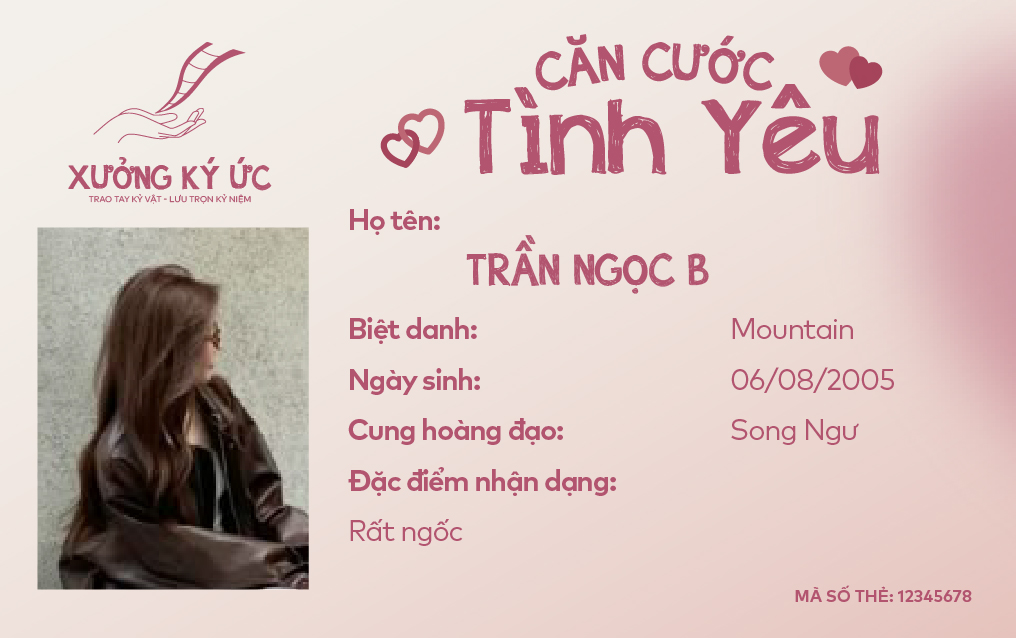 XƯỞNG KÝ ỨC
TRAO TAY KỶ VẬT - LƯU TRỌN KỶ NIỆM
CĂN CƯỚC
Tình Yêu
Họ tên:
TRẦN NGỌC B
Biệt danh: Mountain
Ngày sinh: 06/08/2005
Cung hoàng đạo: Song Ngư
Đặc điểm nhận dạng:
Rất ngốc
MÃ SỐ THẺ: 12345678